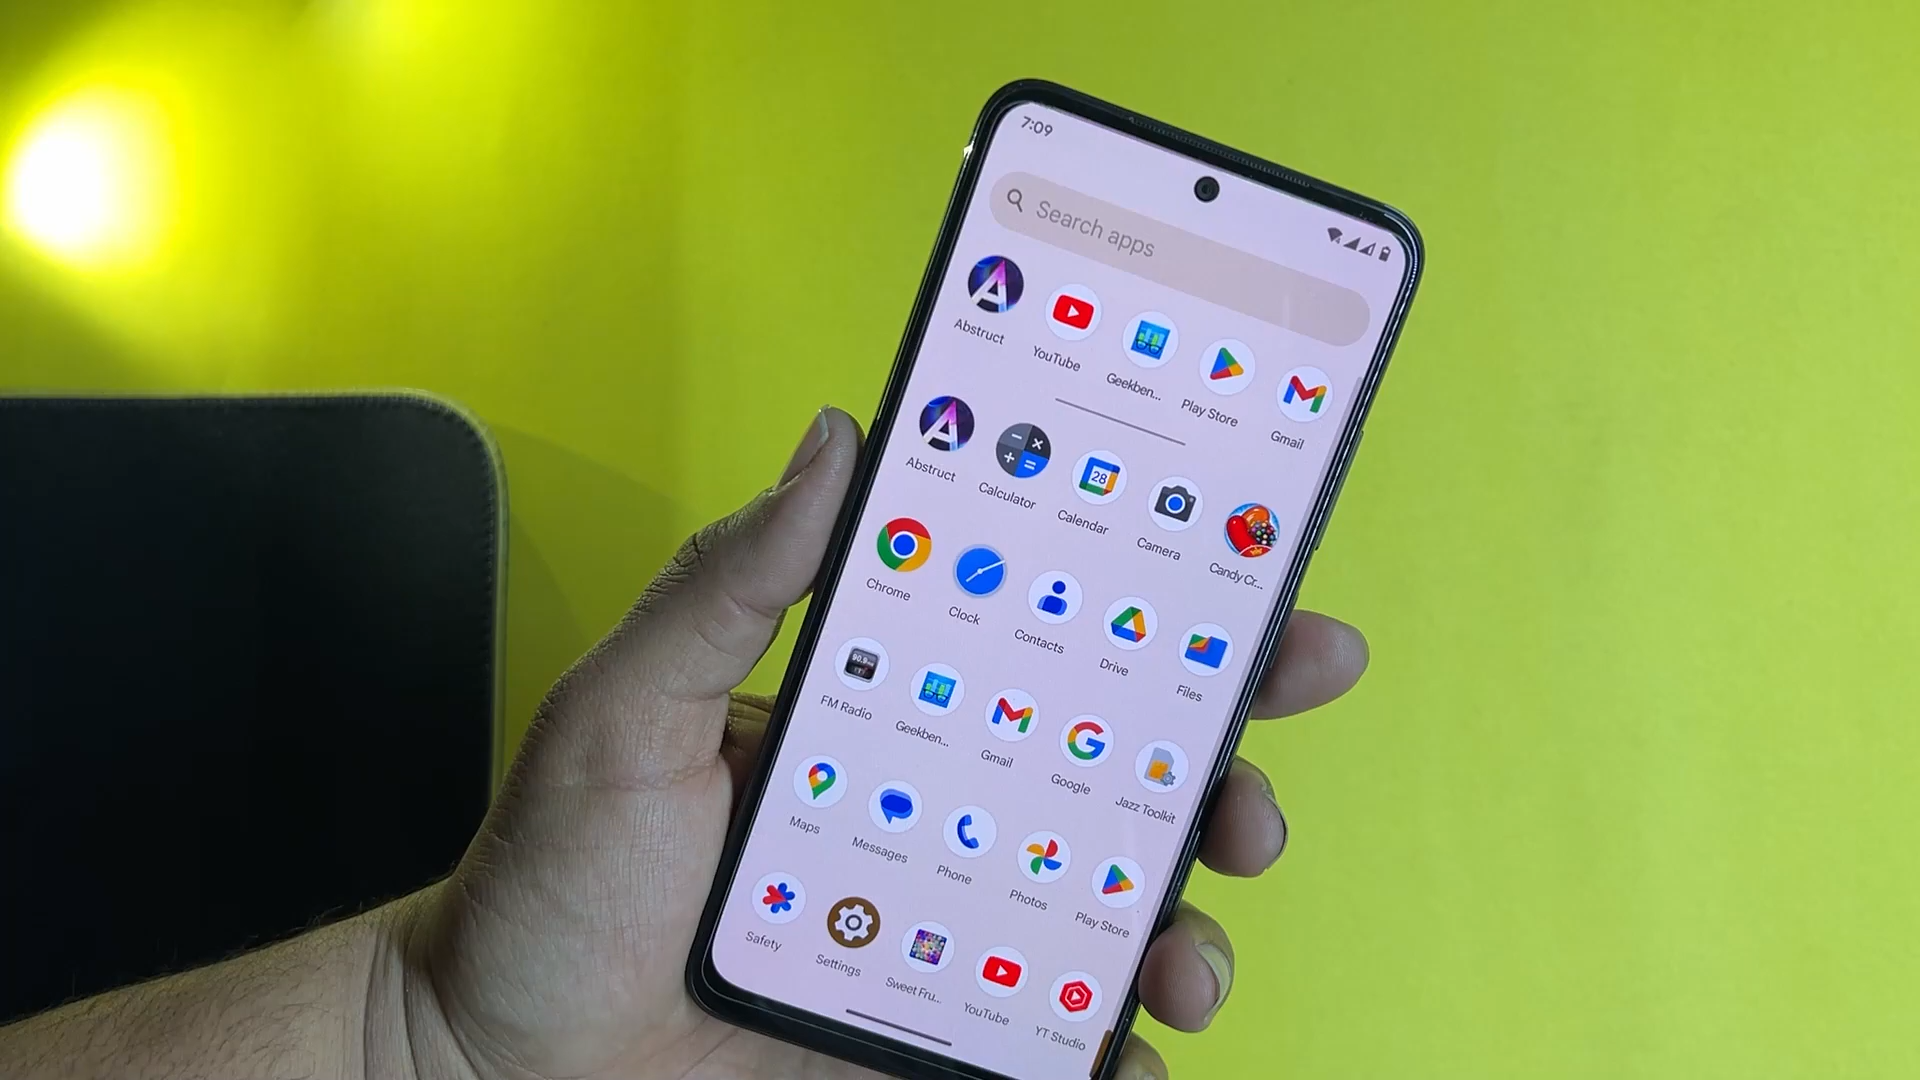 7:09
Search apps
Abstruct
YouTube
Geekben...
Play Store
Gmail
Abstruct
Calculator
28
Calendar
Camera
Candy Cr...
Chrome
Clock
Contacts
Drive
Files
90.9
FM Radio
Geekben...
Gmail
Google
Jazz Toolkit
Maps
Messages
Phone
Photos
Play Store
Safety
Settings
Sweet Fru...
YouTube
YT Studio